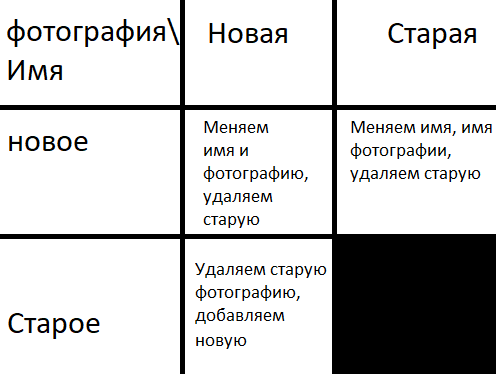 фотография\
Имя
Новая
Старая
новое
Меняем
имя и
фотографию,
удаляем
старую
Меняем имя, имя
фотографии,
удаляем старую
Старое
Удаляем старую
фотографию,
добавляем
новую